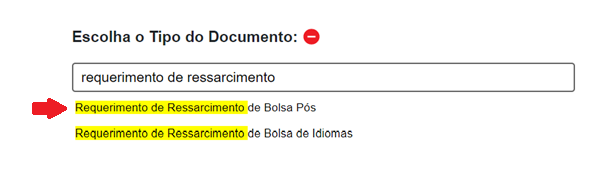 Escolha o Tipo do Documento:
requerimento de ressarcimento
Requerimento de Ressarcimento de Bolsa Pós
Requerimento de Ressarcimento de Bolsa de Idiomas